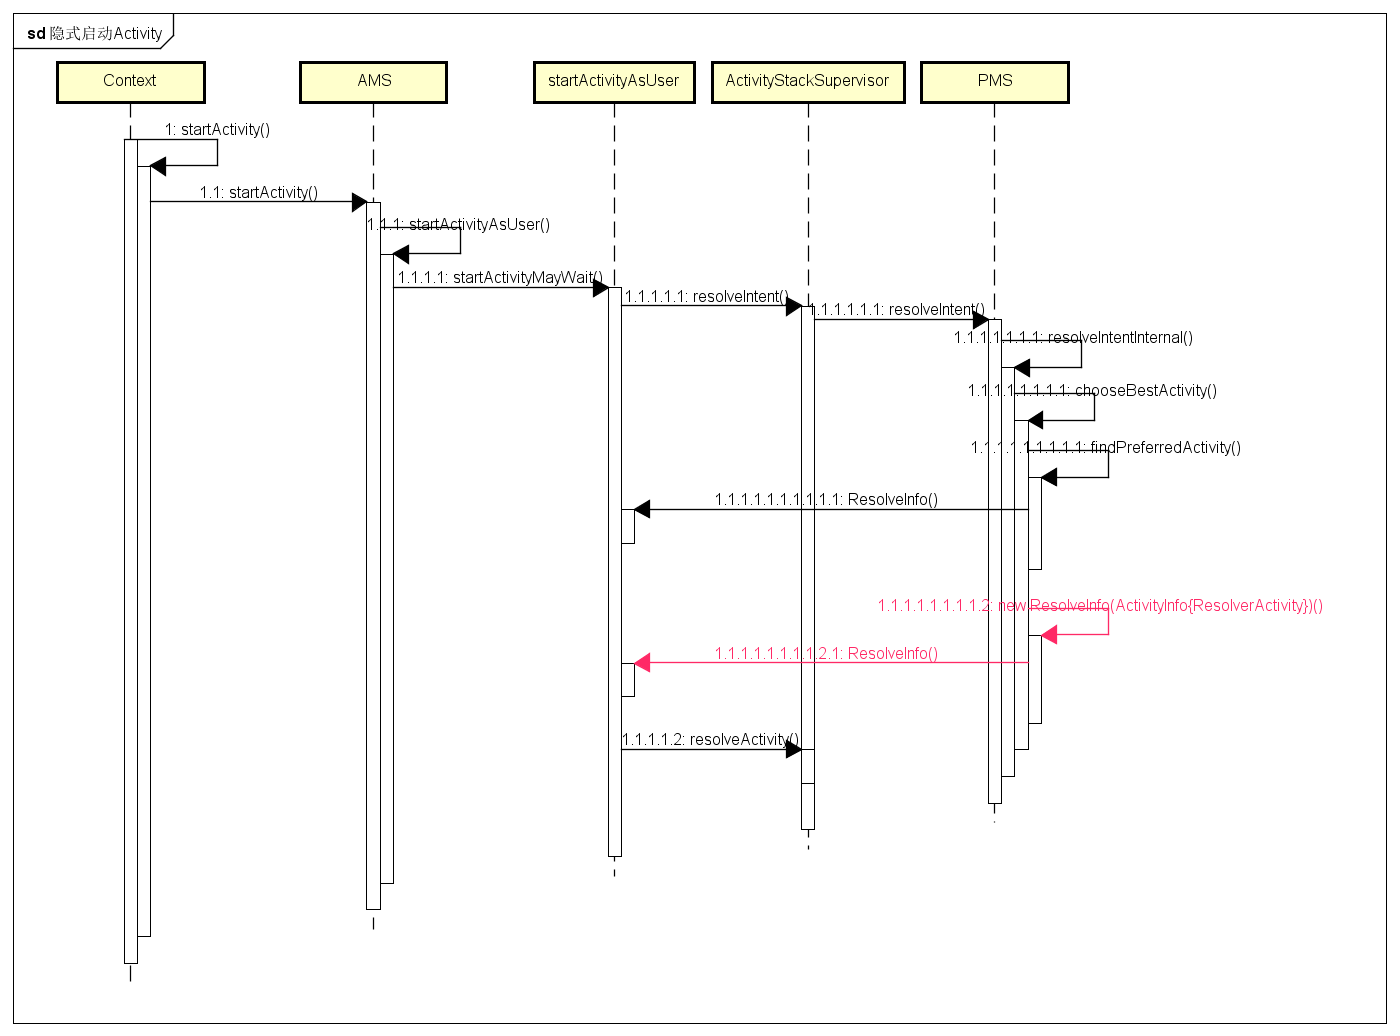 sd 隐式启动Activity
Context
AMS
startActivityAsUser
ActivityStackSupervisor
PMS
1: startActivity()
1.1: startActivity()
1.1.1: startActivityAsUser()
1.1.1.1: startActivityMayWait()
1.1.1.1.1: resolveIntent()
1.1.1.1.1.1: resolveIntent()
1.1.1.1.1.1.1: resolveIntentInternal()
1.1.1.1.1.1.1.1: chooseBestActivity()
1.1.1.1.1.1.1.1.1: findPreferredActivity()
1.1.1.1.1.1.1.1.1.1: ResolveInfo()
1.1.1.1.1.1.1.1.2: new ResolveInfo(ActivityInfo{ResolverActivity})()
1.1.1.1.1.1.1.1.2.1: ResolveInfo()
1.1.1.1.2: resolveActivity()